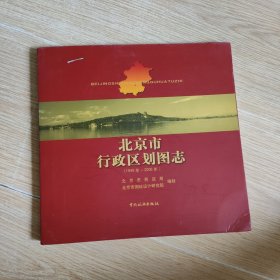 北京市
行政区划图志
（1949年－2006年）
北京市民政局
北京市测绘设计研究院
编制
中国旅游出版社